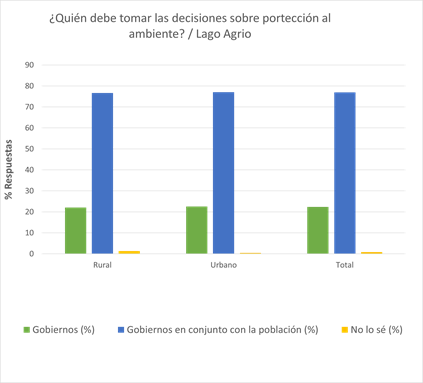 ¿Quién debe tomar las decisiones sobre portección al
ambiente? / Lago Agrio
90
80
70
60
50
40
30
20
10
0
% Respuestas
Rural Urbano Total
Gobiernos (%) Gobiernos en conjunto con la población (%) No lo sé (%)